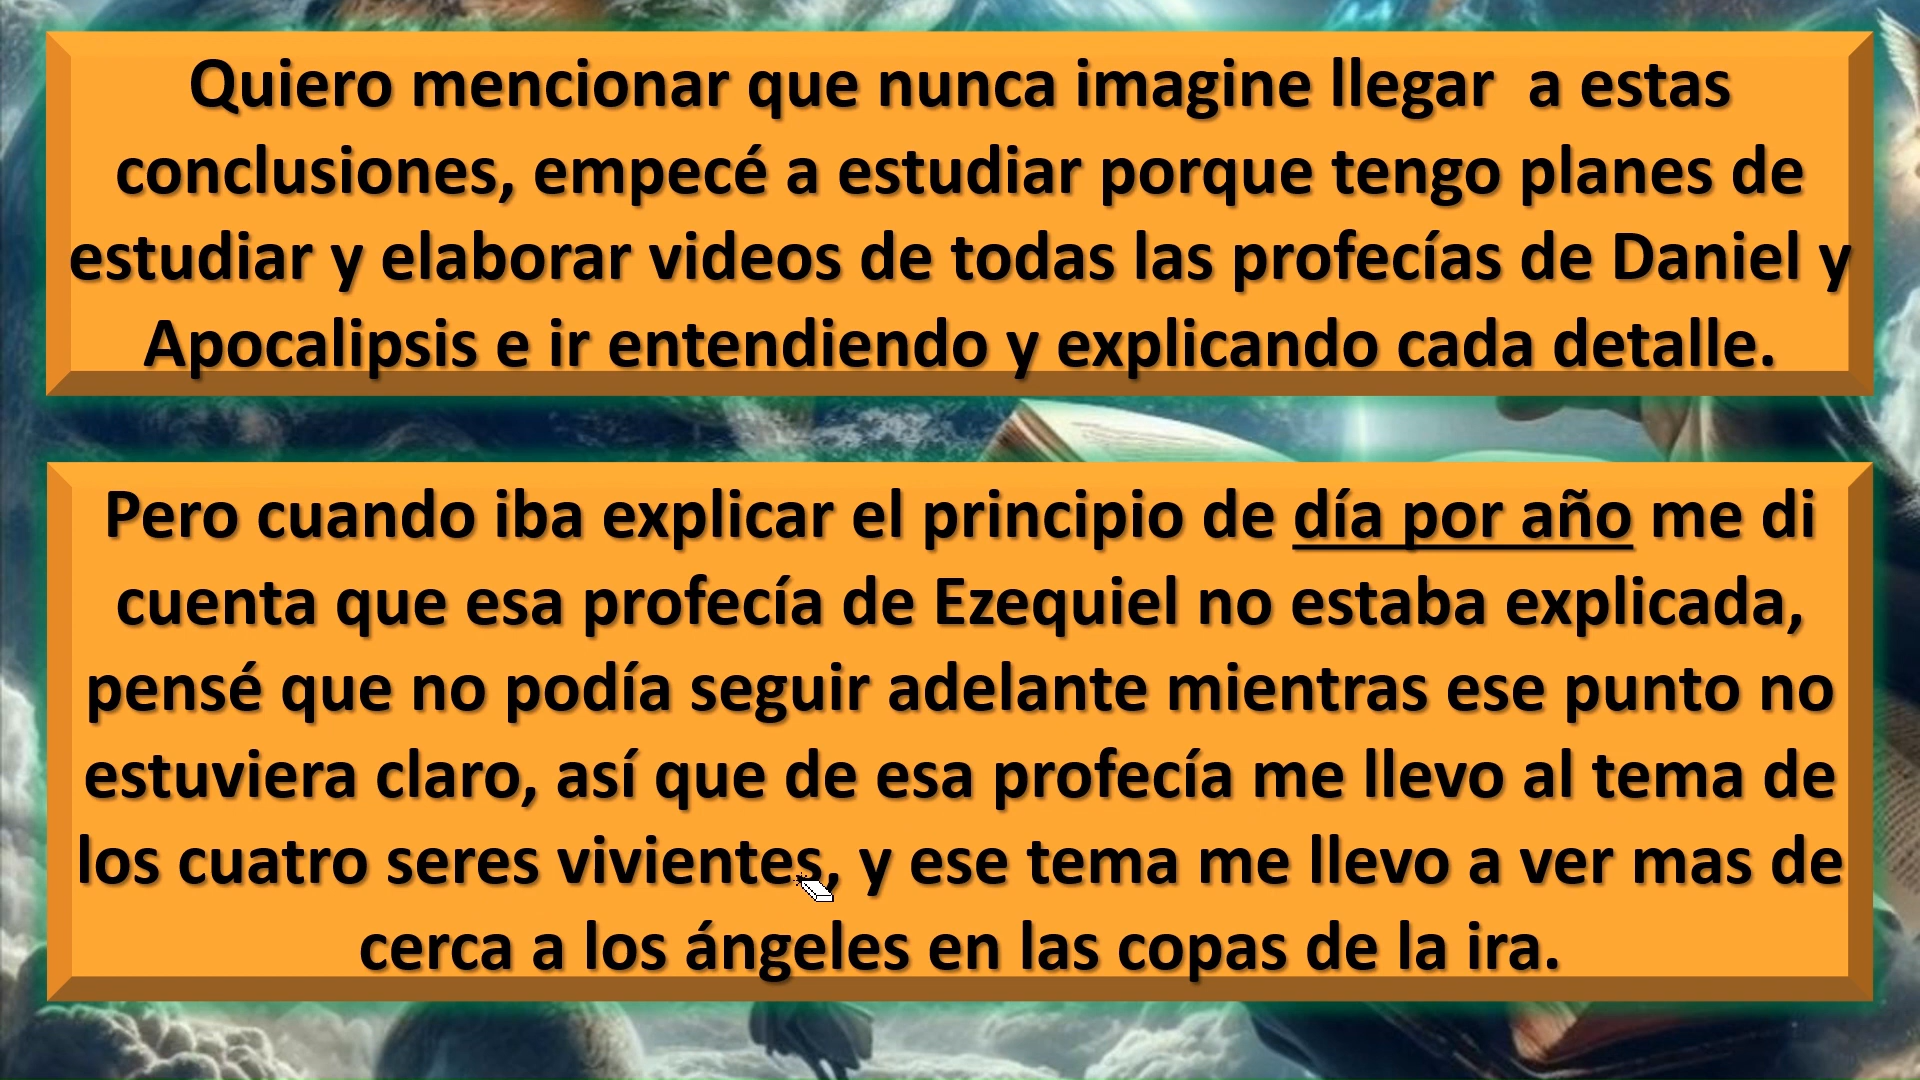 Quiero mencionar que nunca imagine llegar  a estas
conclusiones, empecé a estudiar porque tengo planes de
estudiar y elaborar videos de todas las profecías de Daniel y
Apocalipsis e ir entendiendo y explicando cada detalle.
Pero cuando iba explicar el principio de día por año me di
cuenta que esa profecía de Ezequiel no estaba explicada,
pensé que no podía seguir adelante mientras ese punto no
estuviera claro, así que de esa profecía me llevo al tema de
los cuatro seres vivientes, y ese tema me llevo a ver mas de
cerca a los ángeles en las copas de la ira.